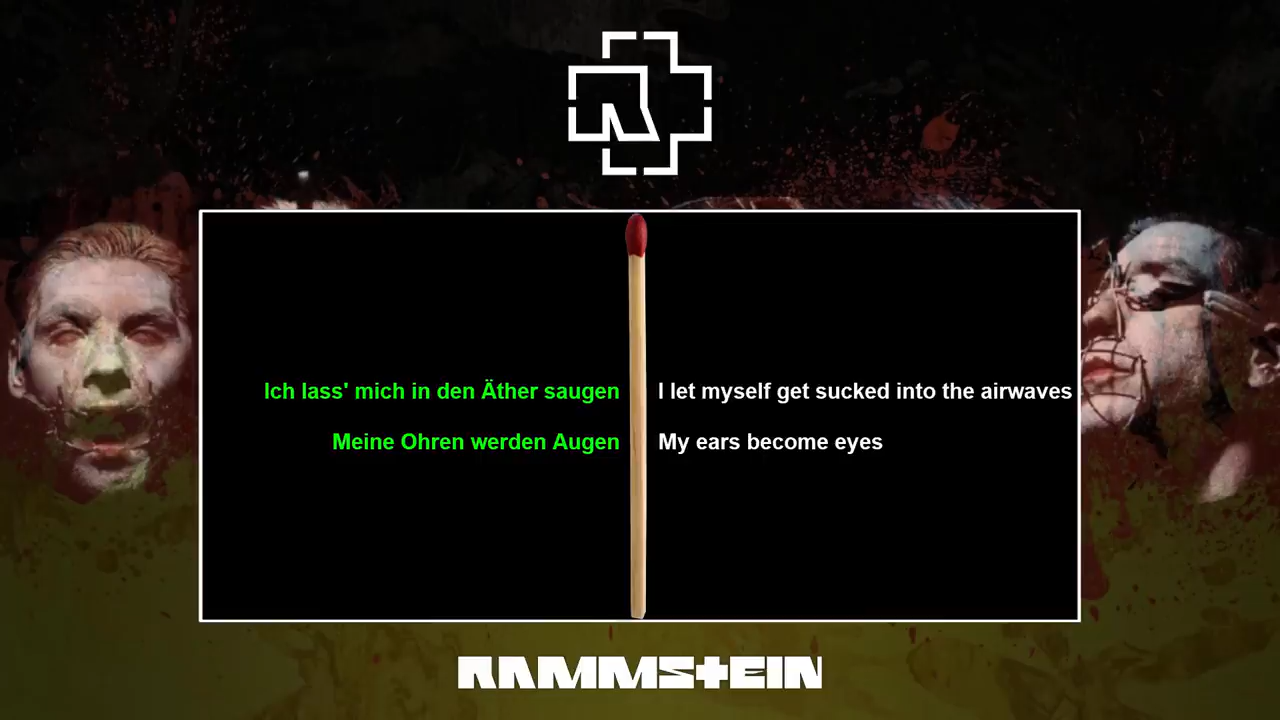 Ich lass' mich in den Äther saugen
I let myself get sucked into the airwaves
Meine Ohren werden Augen
My ears become eyes
RAMMSTEIN